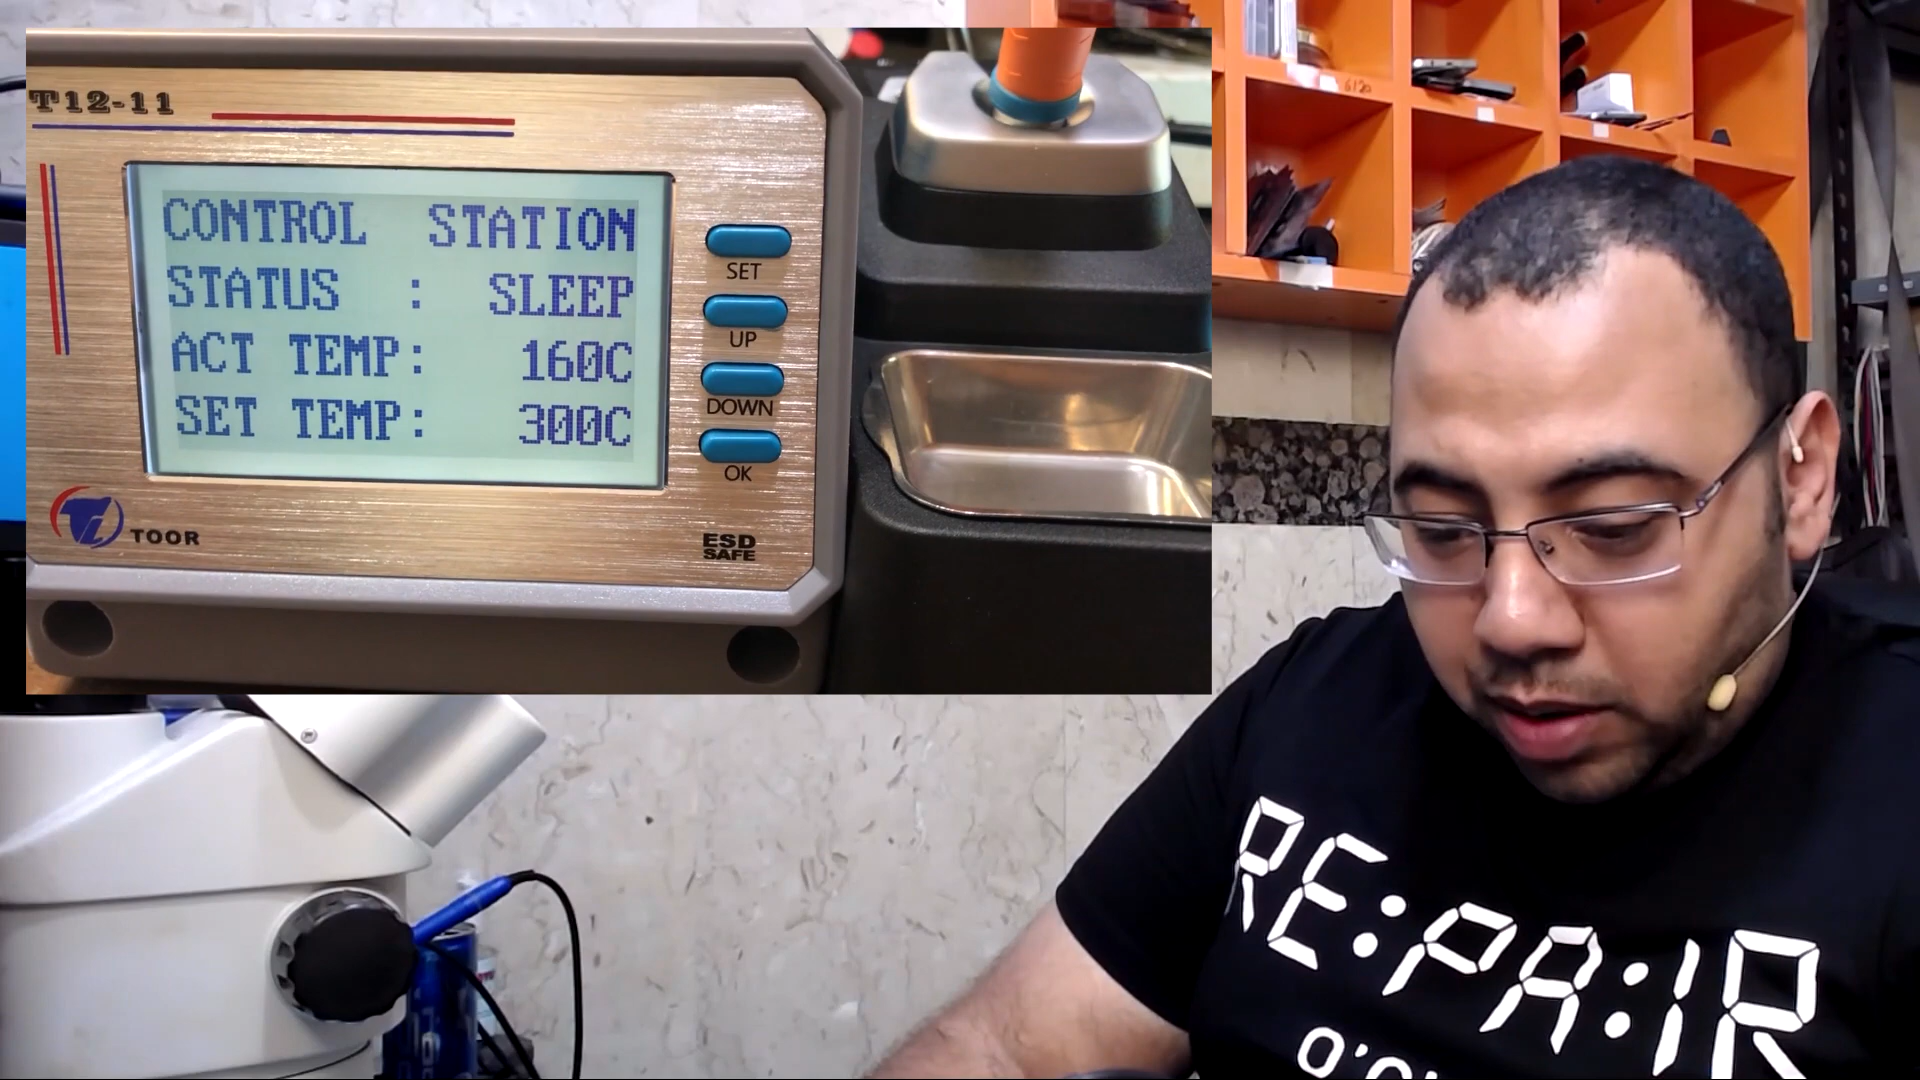 T12-11
CONTROL STATION
STATUS : SLEEP
ACT TEMP: 160C
SET TEMP: 300C
SET
UP
DOWN
OK
TOOR
ESD
SAFE
6120
RE:PA:IR